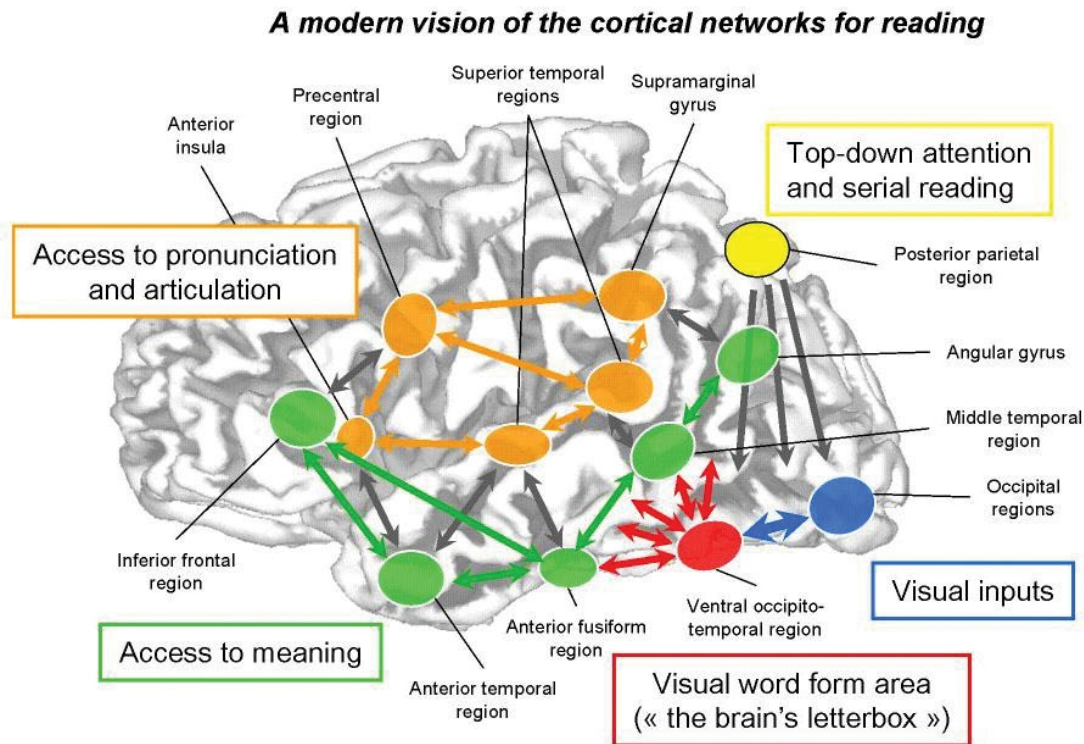 A modern vision of the cortical networks for reading
Superior temporal
regions
Supramarginal
gyrus
Precentral
region
Anterior
insula
Top-down attention
and serial reading
Access to pronunciation
and articulation
Posterior parietal
region
Angular gyrus
Middle temporal
region
Occipital
regions
Inferior frontal
region
Visual inputs
Ventral occipito-
temporal region
Anterior fusiform
region
Access to meaning
Anterior temporal
region
Visual word form area
(« the brain's letterbox »)